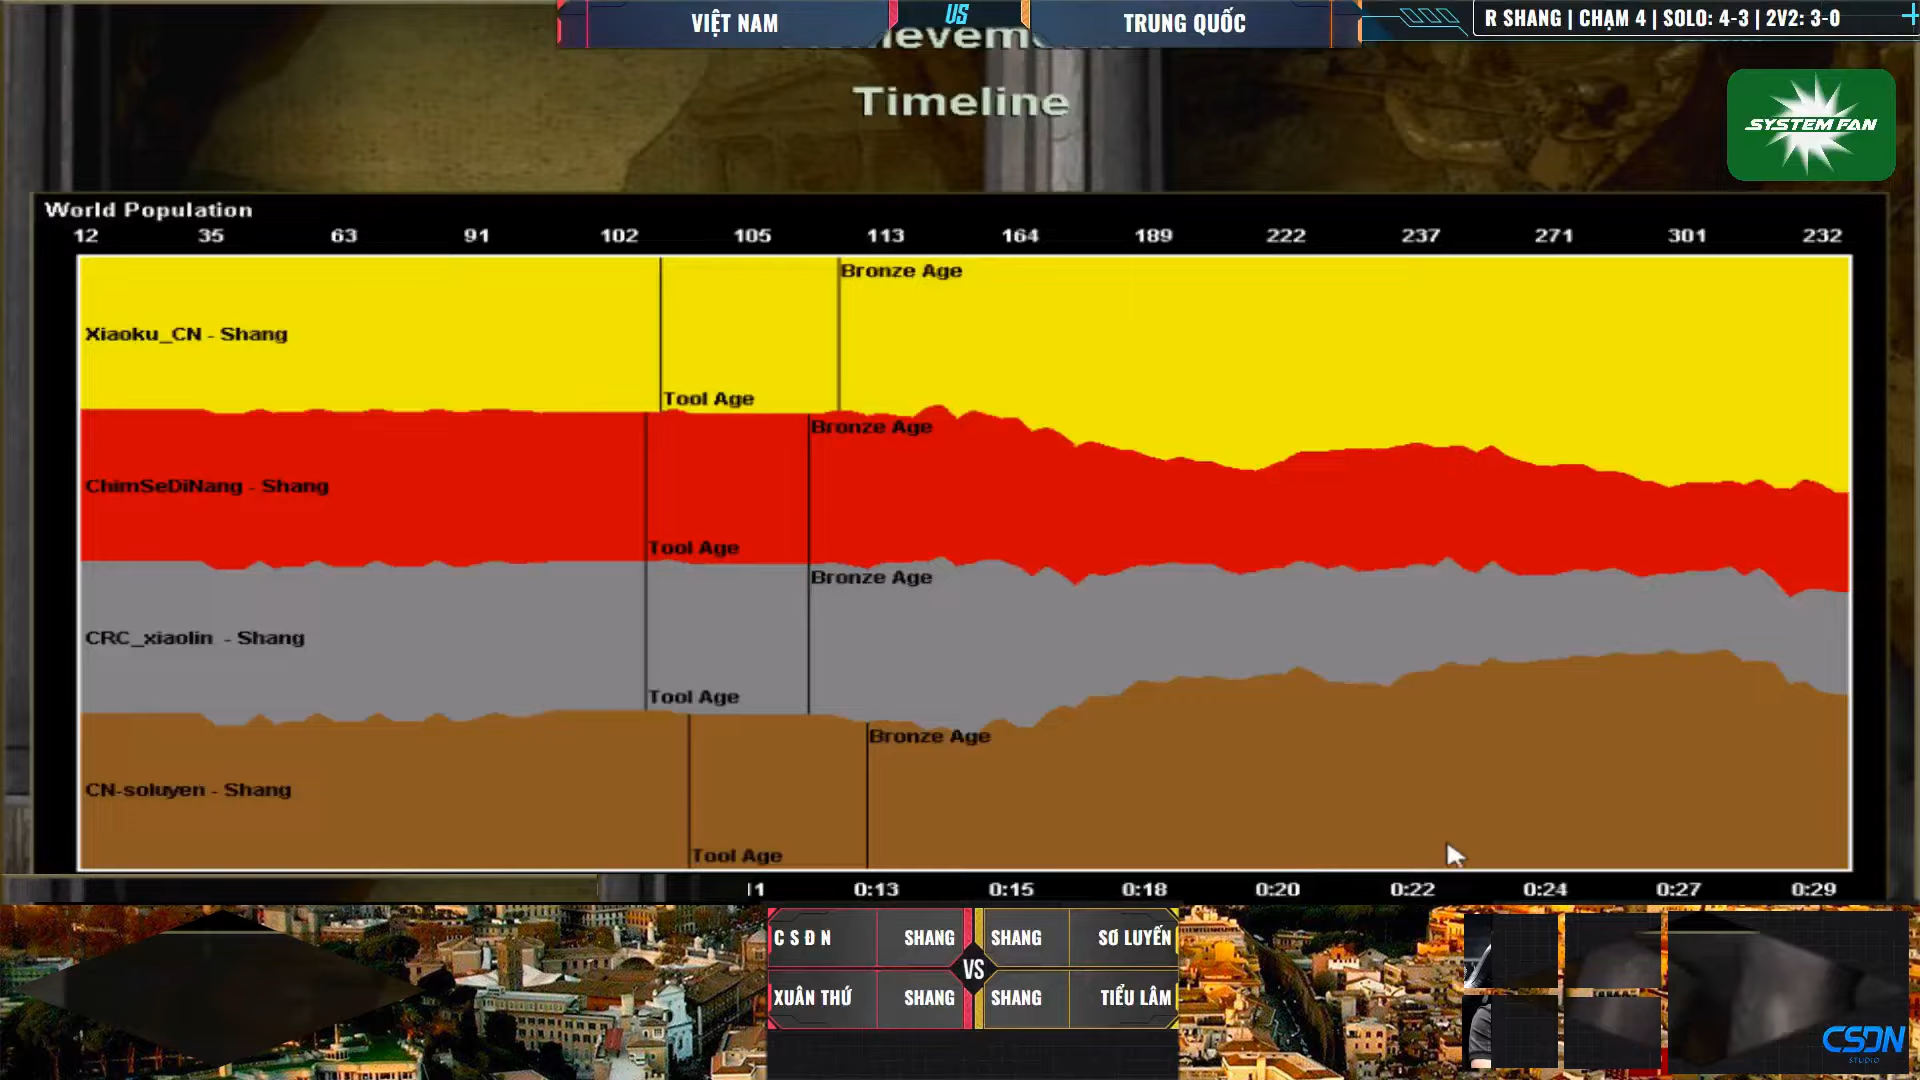 VIỆT NAM
VS
TRUNG QUỐC
R SHANG | CHẠM 4 | SOLO: 4-3 | 2V2: 3-0
Timeline
SYSTEM FAN
World Population
12 35 63 91 102 105 113 164 189 222 237 271 301 232
Bronze Age
Xiaoku_CN - Shang
Tool Age
Bronze Age
ChimSeDiNang - Shang
Tool Age
Bronze Age
CRC_xiaolin - Shang
Tool Age
Bronze Age
CN-soluyen - Shang
Tool Age
0:13 0:15 0:18 0:20 0:22 0:24 0:27 0:29
C S Đ N SHANG SHANG SƠ LUYẾN
VS
XUÂN THỨ SHANG SHANG TIỂU LÂM
CSDN
STUDIO